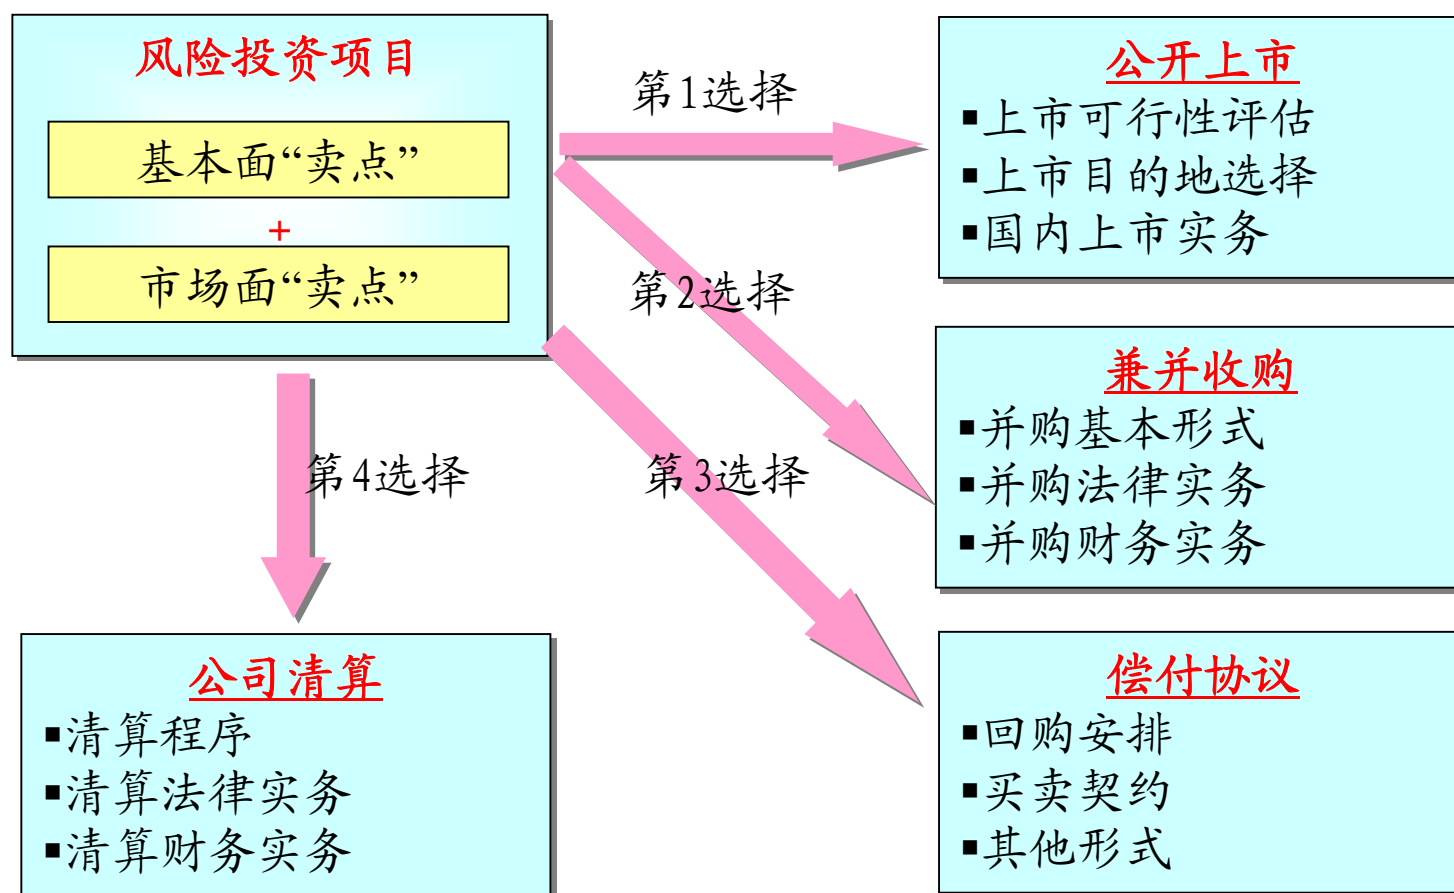 风险投资项目
基本面“卖点”
+
市场面“卖点”
第1选择
公开上市
▪上市可行性评估
▪上市目的地选择
▪国内上市实务
第2选择
兼并收购
▪并购基本形式
▪并购法律实务
▪并购财务实务
第3选择
偿付协议
▪回购安排
▪买卖契约
▪其他形式
第4选择
公司清算
▪清算程序
▪清算法律实务
▪清算财务实务